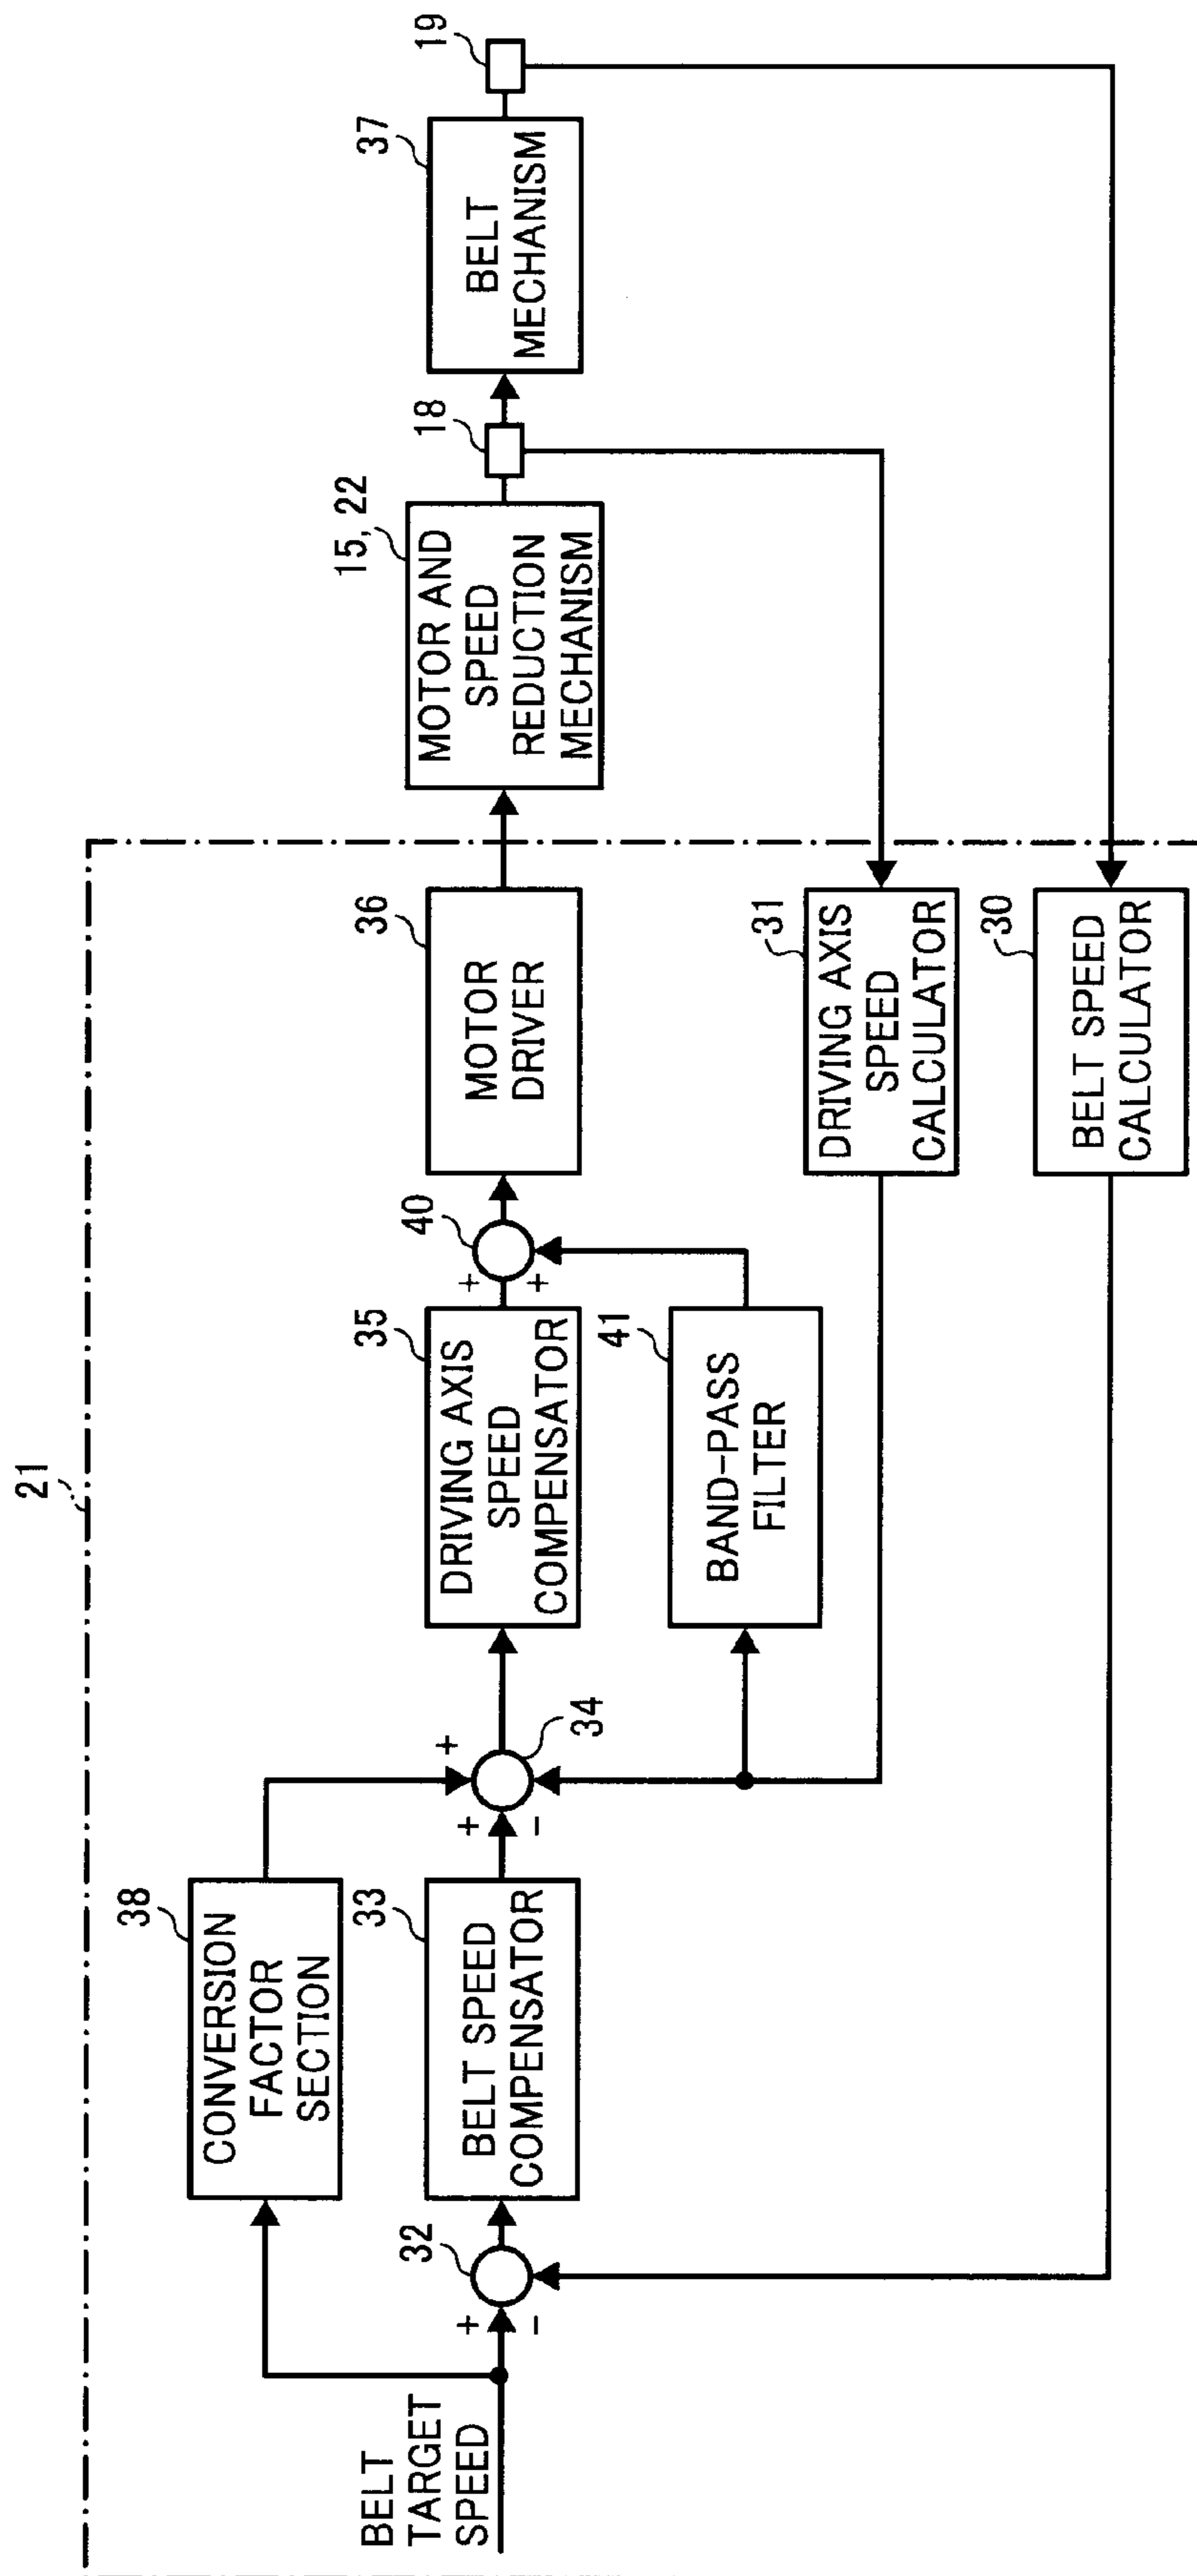 21
BELT
TARGET
SPEED
+
-
32
38
CONVERSION
FACTOR
SECTION
33
BELT SPEED
COMPENSATOR
+
+
-
34
35
DRIVING AXIS
SPEED
COMPENSATOR
41
BAND-PASS
FILTER
+
+
40
36
MOTOR
DRIVER
31
DRIVING AXIS
SPEED
CALCULATOR
30
BELT SPEED
CALCULATOR
15, 22
MOTOR AND
SPEED
REDUCTION
MECHANISM
18
37
BELT
MECHANISM
19